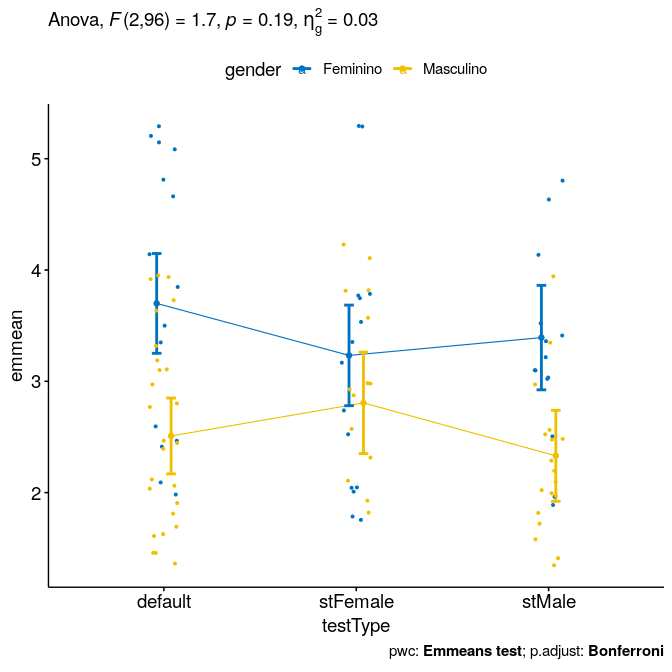 Anova, F(2,96) = 1.7, p = 0.19, η²g = 0.03
gender a Feminino a Masculino
5
4
3
2
emmean
default stFemale stMale
testType
pwc: Emmeans test; p.adjust: Bonferroni